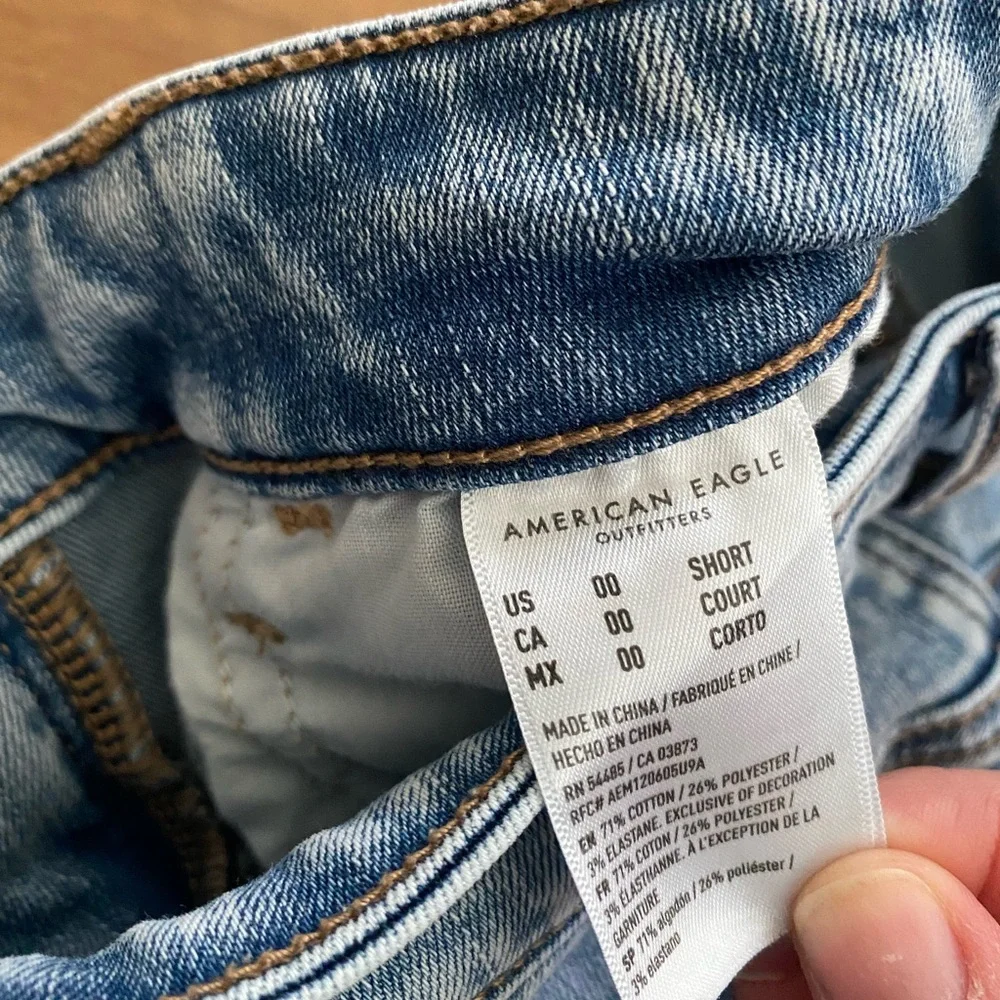 AMERICAN EAGLE
OUTFITTERS
US 00 SHORT
CA 00 COURT
MX 00 CORTO
MADE IN CHINA / FABRIQUÉ EN CHINE /
HECHO EN CHINA
RN 54485 / CA 03873
RFC# AEM120605U9A
EN 71% COTTON / 26% POLYESTER /
3% ELASTANE. EXCLUSIVE OF DECORATION
FR 71% COTON / 26% POLYESTER /
3% ÉLASTHANNE. À L'EXCEPTION DE LA
GARNITURE
SP 71% algodón / 26% poliéster /
3% elastano